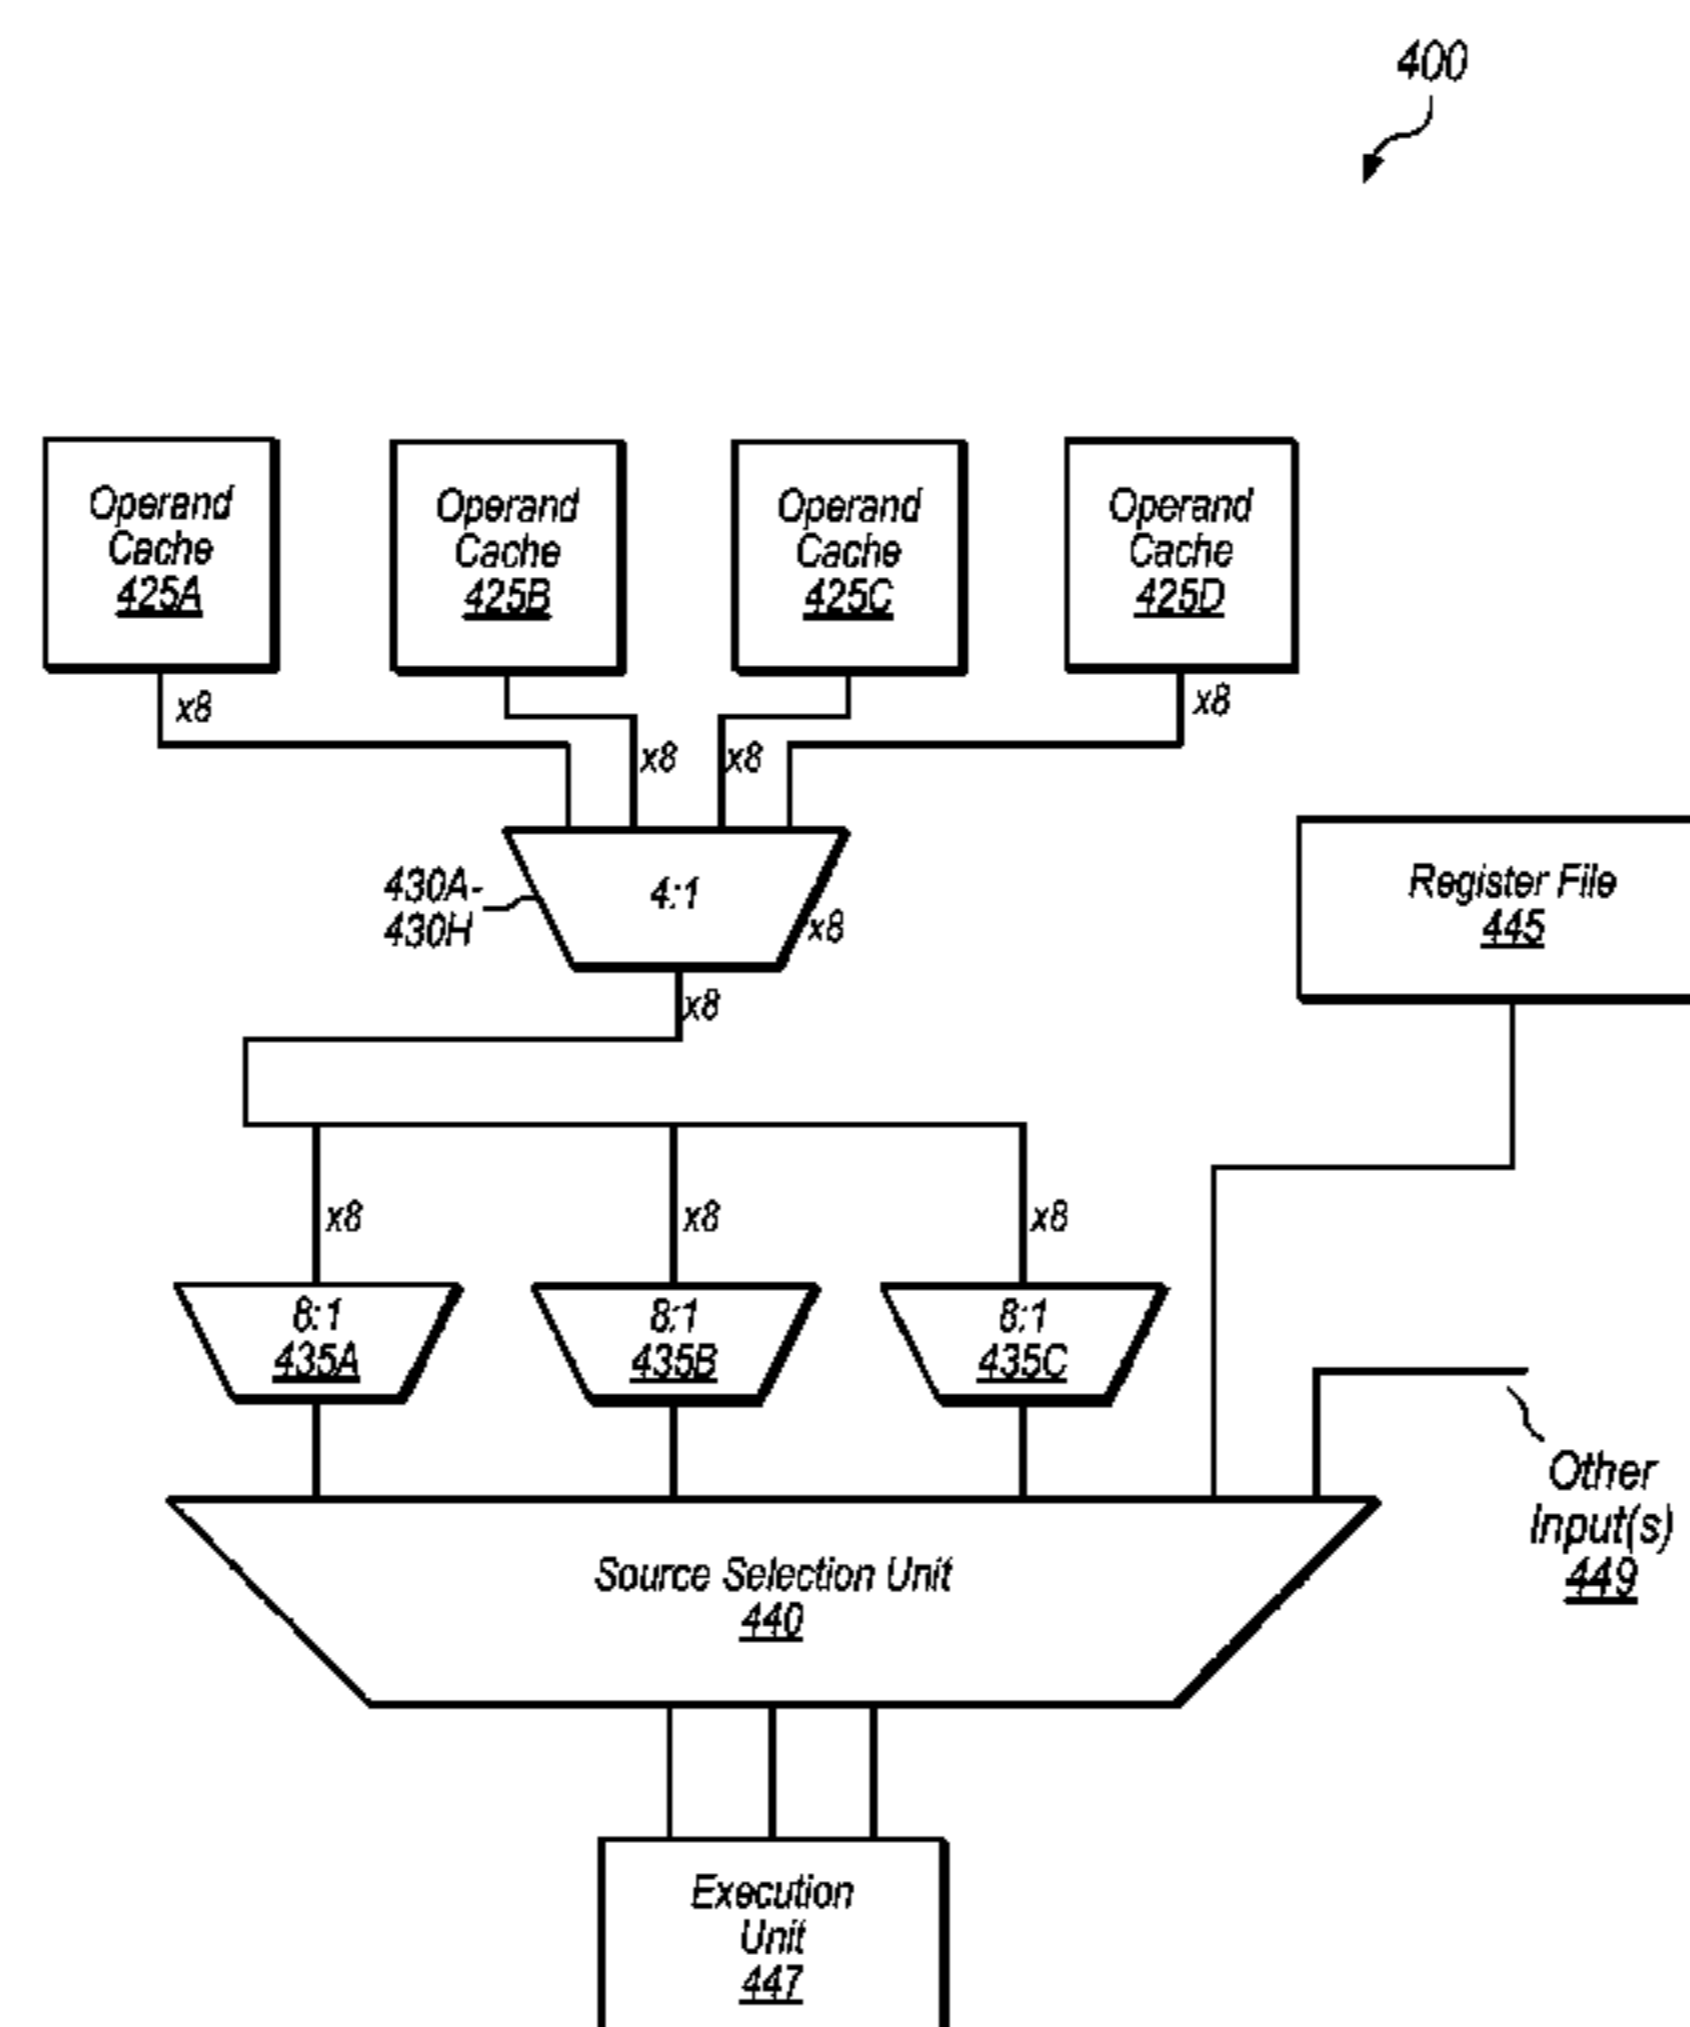 400
Operand
Cache
425A
Operand
Cache
425B
Operand
Cache
425C
Operand
Cache
425D
x8
x8
x8
x8
430A-
430H
4:1
x8
x8
Register File
445
x8
x8
x8
8:1
435A
8:1
435B
8:1
435C
Other
Input(s)
449
Source Selection Unit
440
Execution
Unit
447